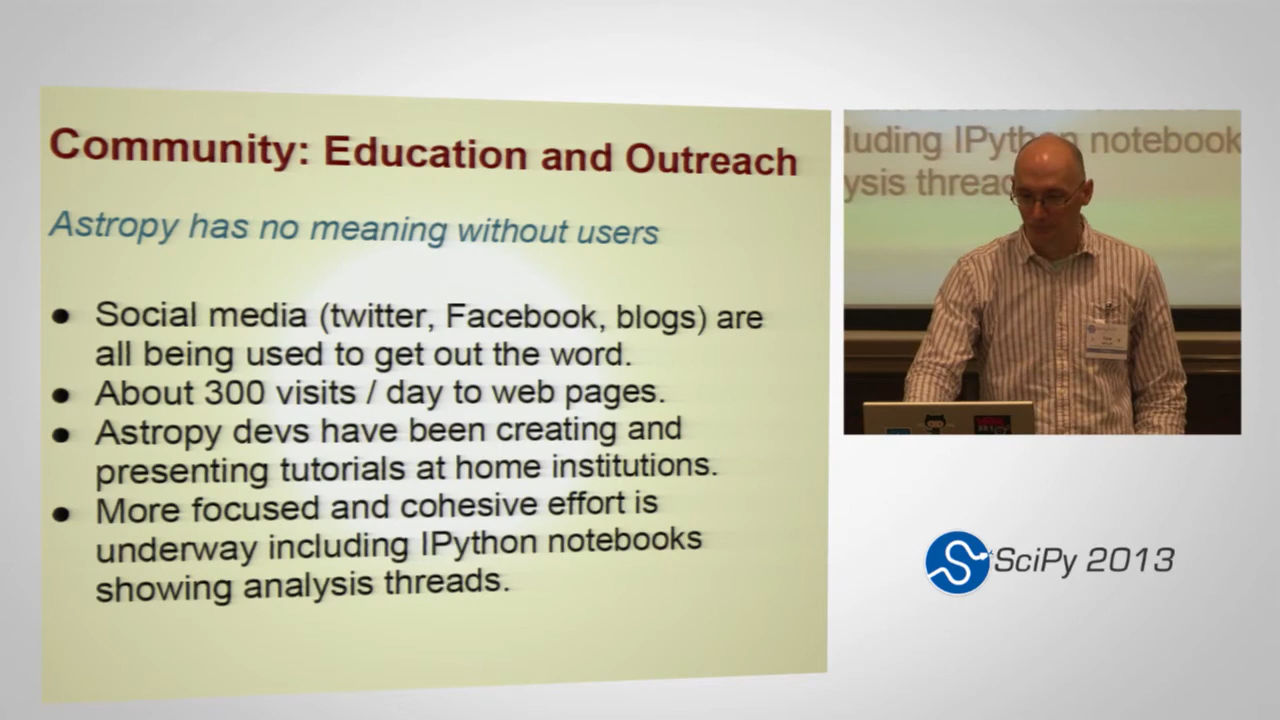 Community: Education and Outreach
Astropy has no meaning without users
● Social media (twitter, Facebook, blogs) are
all being used to get out the word.
● About 300 visits / day to web pages.
● Astropy devs have been creating and
presenting tutorials at home institutions.
● More focused and cohesive effort is
underway including IPython notebooks
showing analysis threads.
luding IPython notebook
ysis thread
SciPy 2013